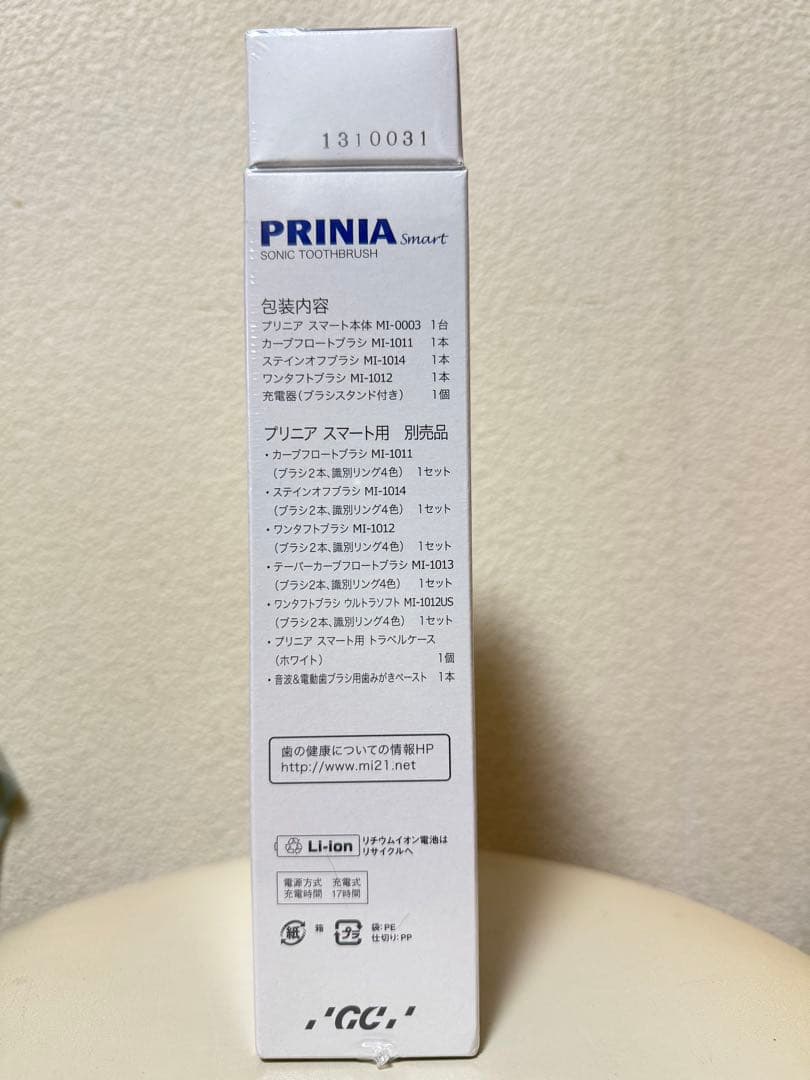 1310031
PRINIA Smart
SONIC TOOTHBRUSH
包装内容
プリニア スマート本体 MI-0003 1台
カーブフロートブラシ MI-1011 1本
ステインオフブラシ MI-1014 1本
ワンタフトブラシ MI-1012 1本
充電器(ブラシスタンド付き) 1個
プリニア スマート用 別売品
・カーブフロートブラシ MI-1011
(ブラシ2本、識別リング4色) 1セット
・ステインオフブラシ MI-1014
(ブラシ2本、識別リング4色) 1セット
・ワンタフトブラシ MI-1012
(ブラシ2本、識別リング4色) 1セット
・テーパーカーブフロートブラシ MI-1013
(ブラシ2本、識別リング4色) 1セット
・ワンタフトブラシ ウルトラソフト MI-1012US
(ブラシ2本、識別リング4色) 1セット
・プリニア スマート用 トラベルケース
(ホワイト) 1個
・音波&電動歯ブラシ用歯みがきペースト 1本
歯の健康についての情報HP
http://www.mi21.net
Li-ion
リチウムイオン電池は
リサイクルへ
電源方式 充電式
充電時間 17時間
紙 箱
プラ 袋:PE
仕切り:PP
GC